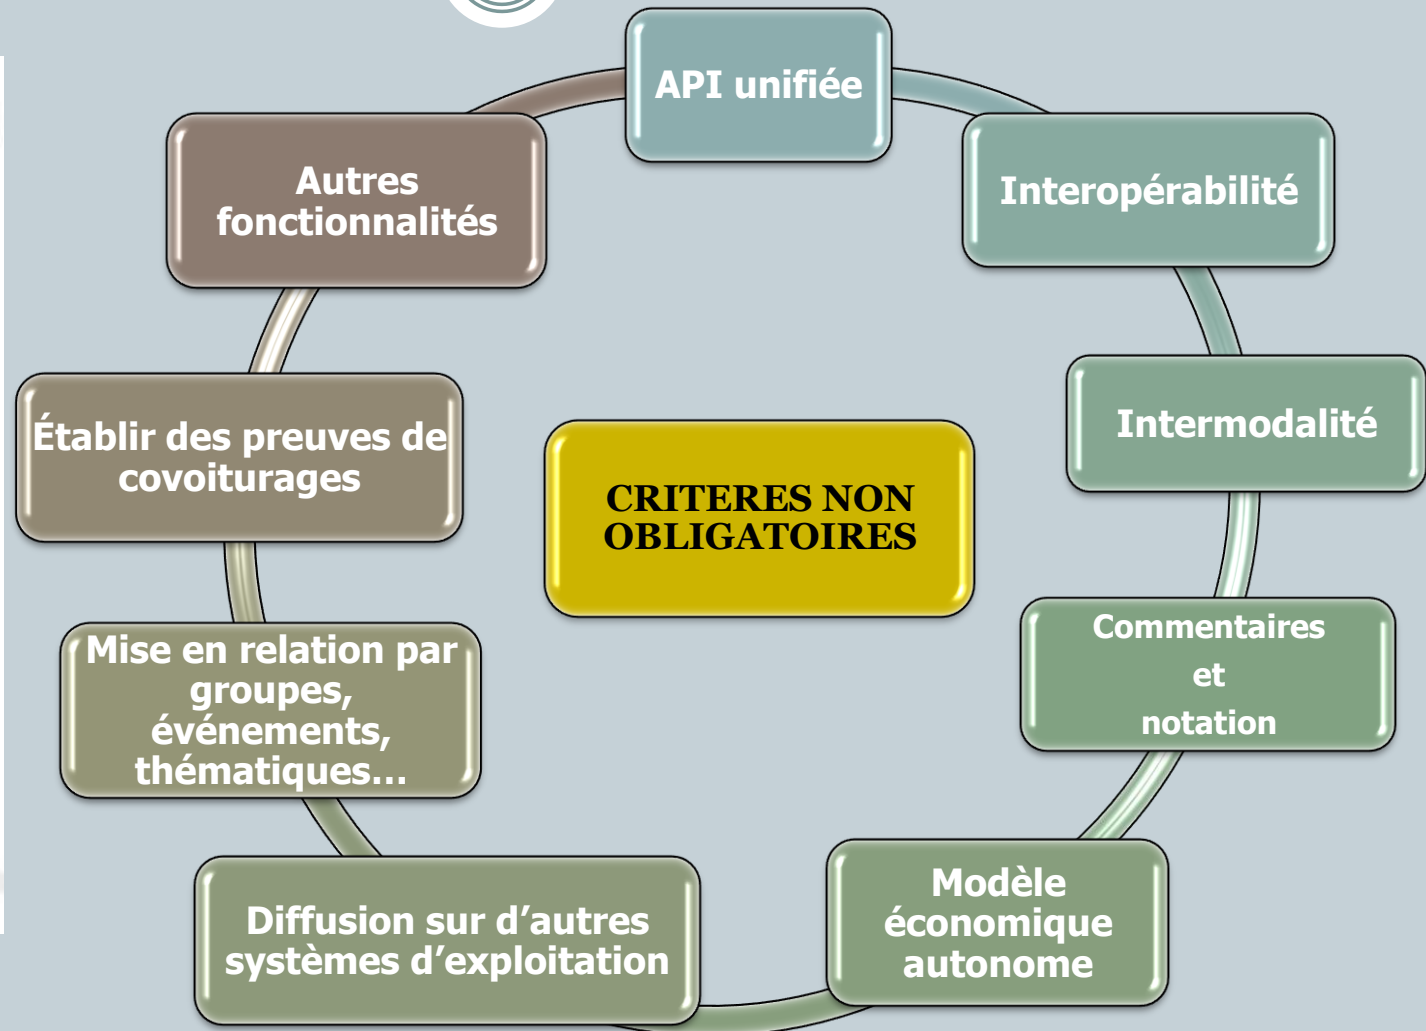 API unifiée
Interopérabilité
Intermodalité
Commentaires
et
notation
Modèle
économique
autonome
Diffusion sur d’autres
systèmes d’exploitation
Mise en relation par
groupes,
événements,
thématiques…
Établir des preuves de
covoiturages
Autres
fonctionnalités
CRITERES NON
OBLIGATOIRES